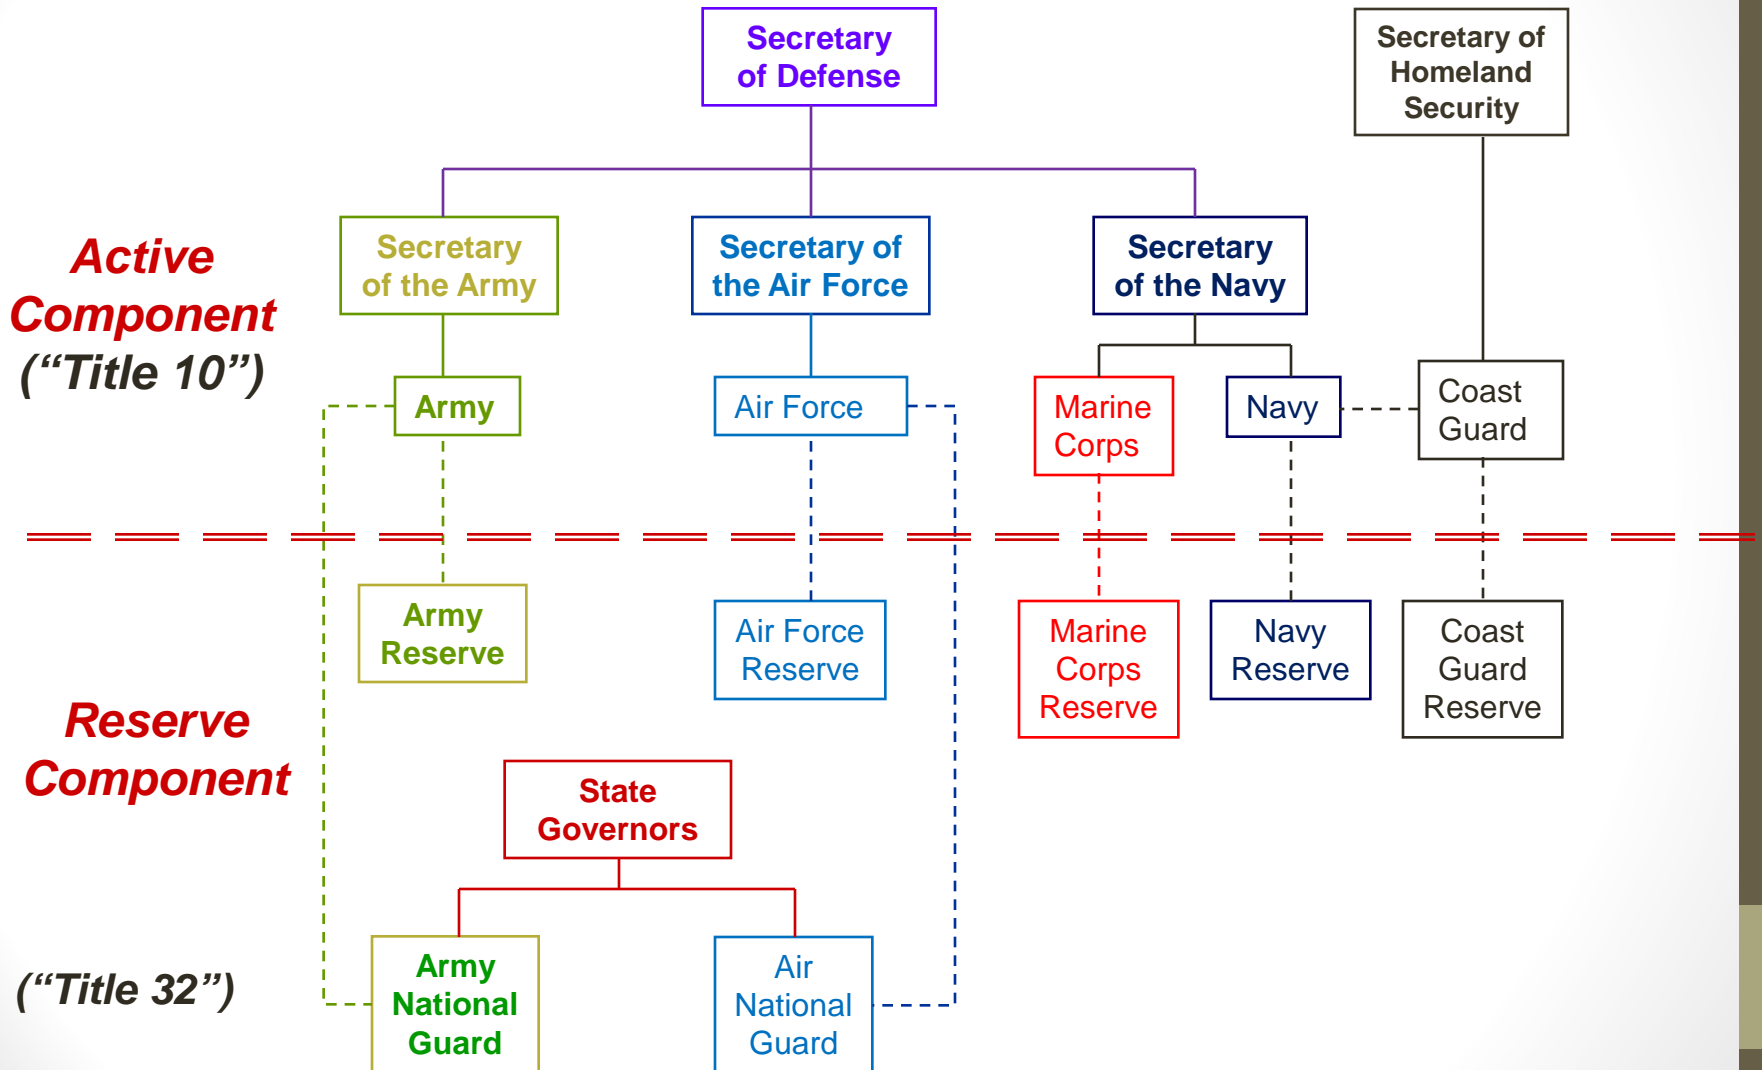 Secretary
of Defense
Secretary of
Homeland
Security
Active
Component
(“Title 10”)
Secretary
of the Army
Secretary of
the Air Force
Secretary
of the Navy
Army
Air Force
Marine
Corps
Navy
Coast
Guard
Army
Reserve
Air Force
Reserve
Marine
Corps
Reserve
Navy
Reserve
Coast
Guard
Reserve
Reserve
Component
State
Governors
(“Title 32”)
Army
National
Guard
Air
National
Guard